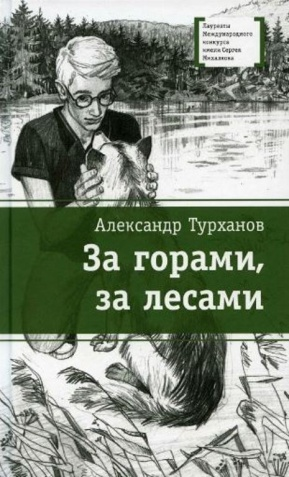 Лауреаты
Международного
конкурса
имени Сергея
Михалкова
Александр Турханов
За горами,
за лесами